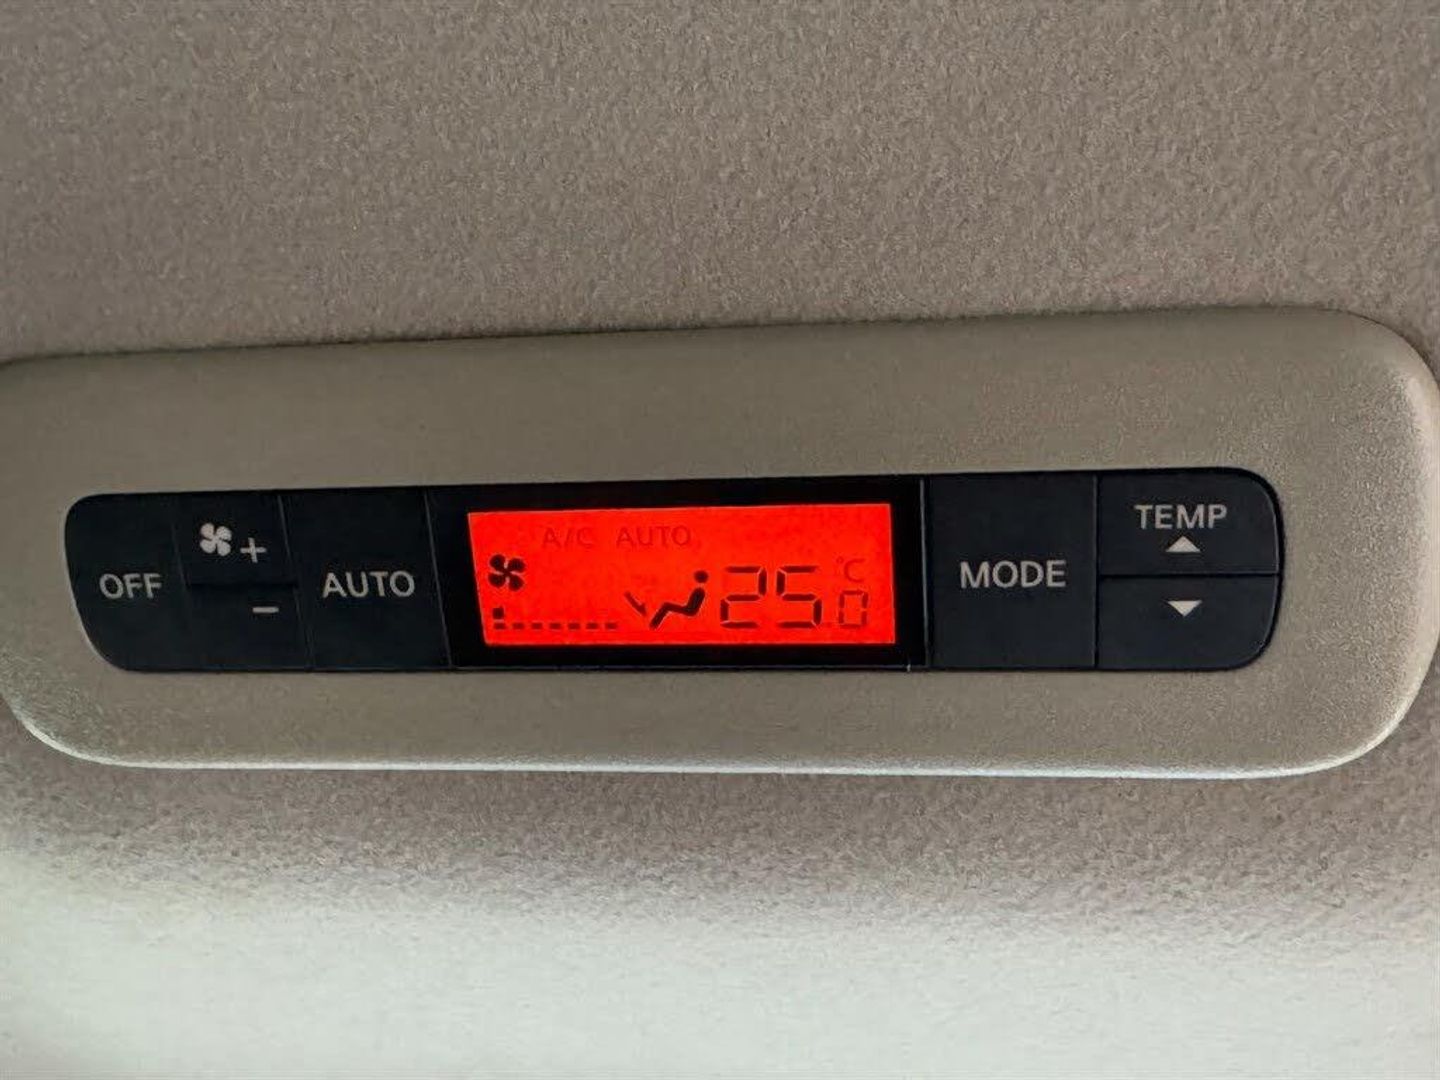 OFF
+
-
AUTO
A/C AUTO
25.0 °C
MODE
TEMP